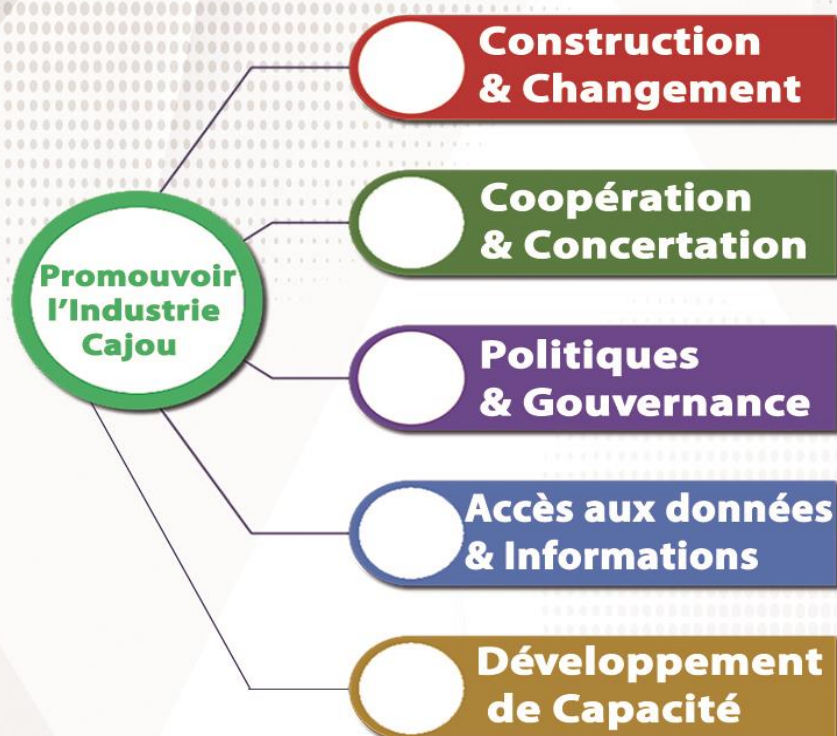 Promouvoir
l'Industrie
Cajou
Construction
& Changement
Coopération
& Concertation
Politiques
& Gouvernance
Accès aux données
& Informations
Développement
de Capacité